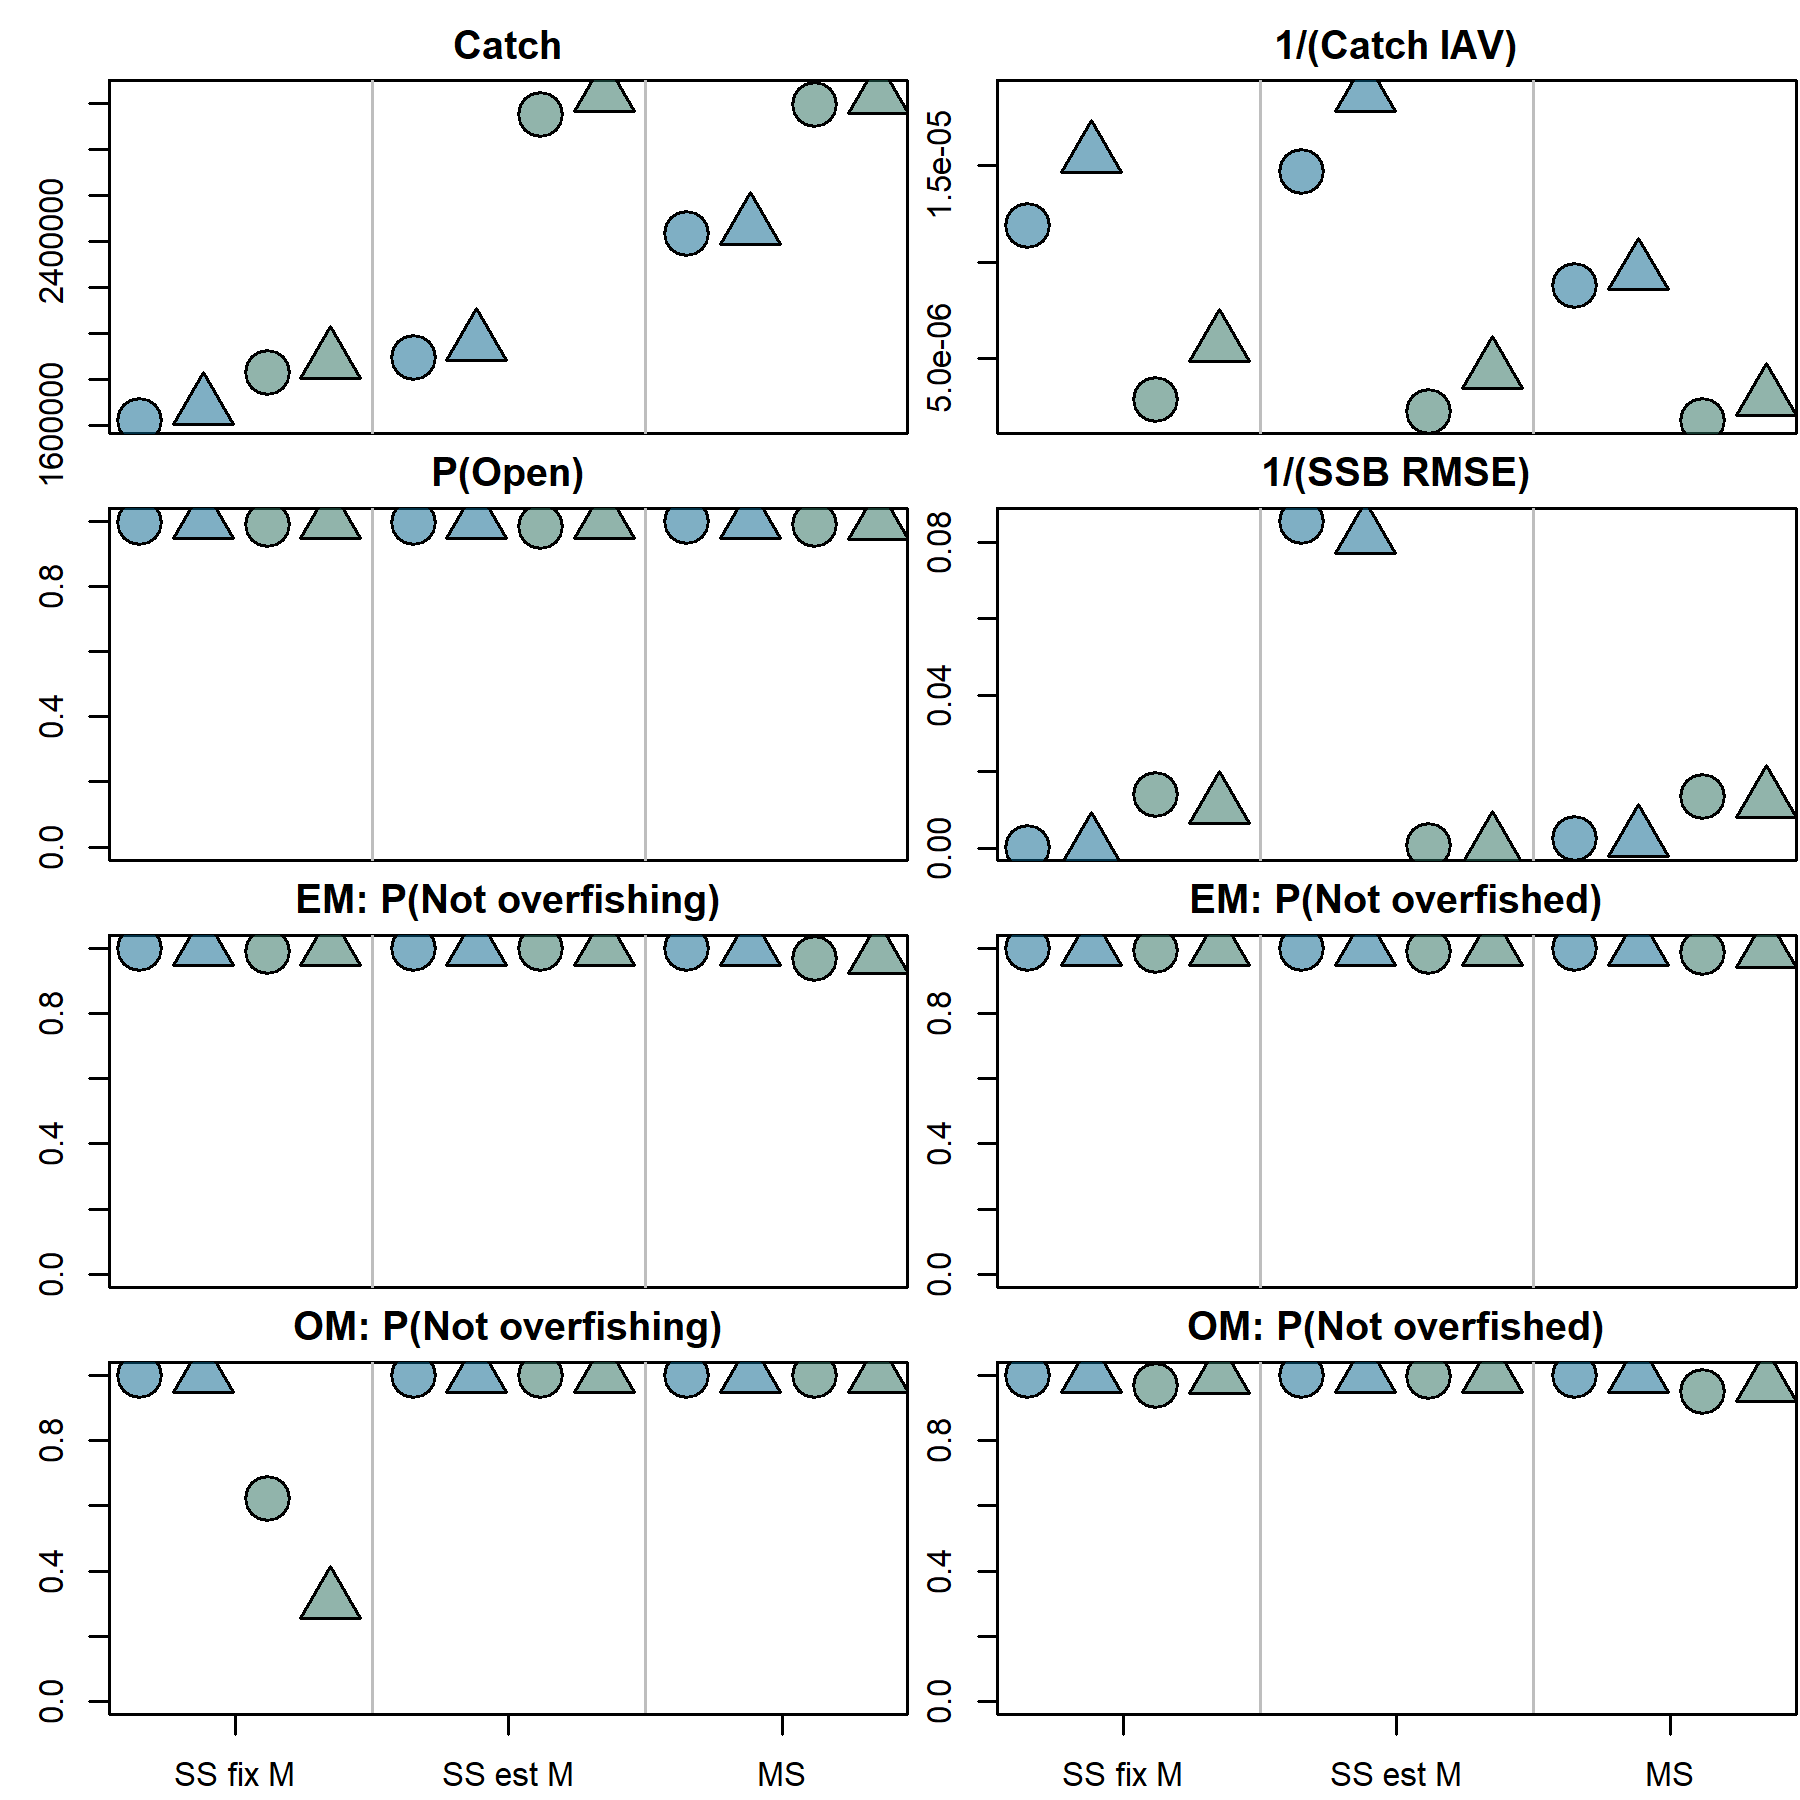 Catch
1600000 2400000
1/(Catch IAV)
5.0e-06 1.5e-05
P(Open)
0.0 0.4 0.8
1/(SSB RMSE)
0.00 0.04 0.08
EM: P(Not overfishing)
0.0 0.4 0.8
EM: P(Not overfished)
0.0 0.4 0.8
OM: P(Not overfishing)
0.0 0.4 0.8
OM: P(Not overfished)
0.0 0.4 0.8
SS fix M SS est M MS
SS fix M SS est M MS